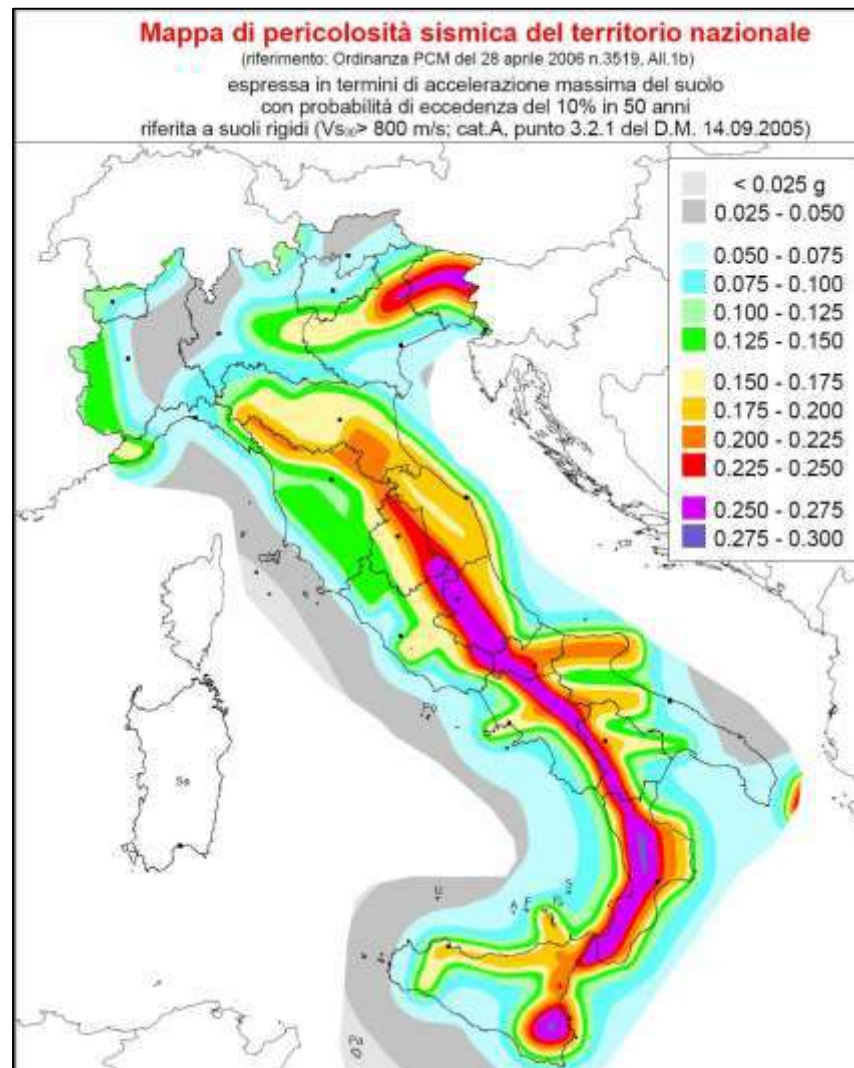 Mappa di pericolosità sismica del territorio nazionale
(riferimento: Ordinanza PCM del 28 aprile 2006 n.3519, All.1b)
espressa in termini di accelerazione massima del suolo
con probabilità di eccedenza del 10% in 50 anni
riferita a suoli rigidi (Vs₃₀> 800 m/s; cat.A, punto 3.2.1 del D.M. 14.09.2005)
< 0.025 g
0.025 - 0.050
0.050 - 0.075
0.075 - 0.100
0.100 - 0.125
0.125 - 0.150
0.150 - 0.175
0.175 - 0.200
0.200 - 0.225
0.225 - 0.250
0.250 - 0.275
0.275 - 0.300
U
A
F
S